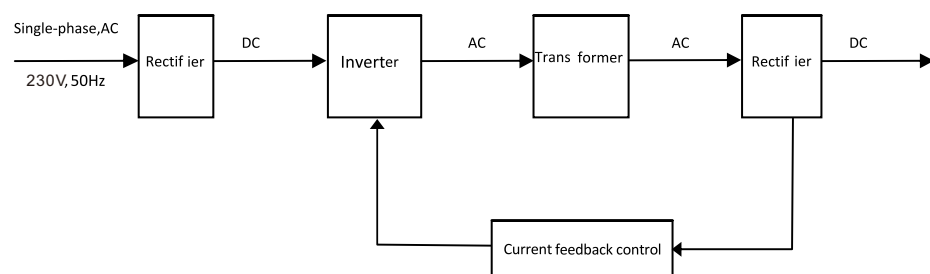 Single-phase,AC
230V, 50Hz
Rectif ier
DC
Inverter
AC
Trans former
AC
Rectif ier
DC
Current feedback control